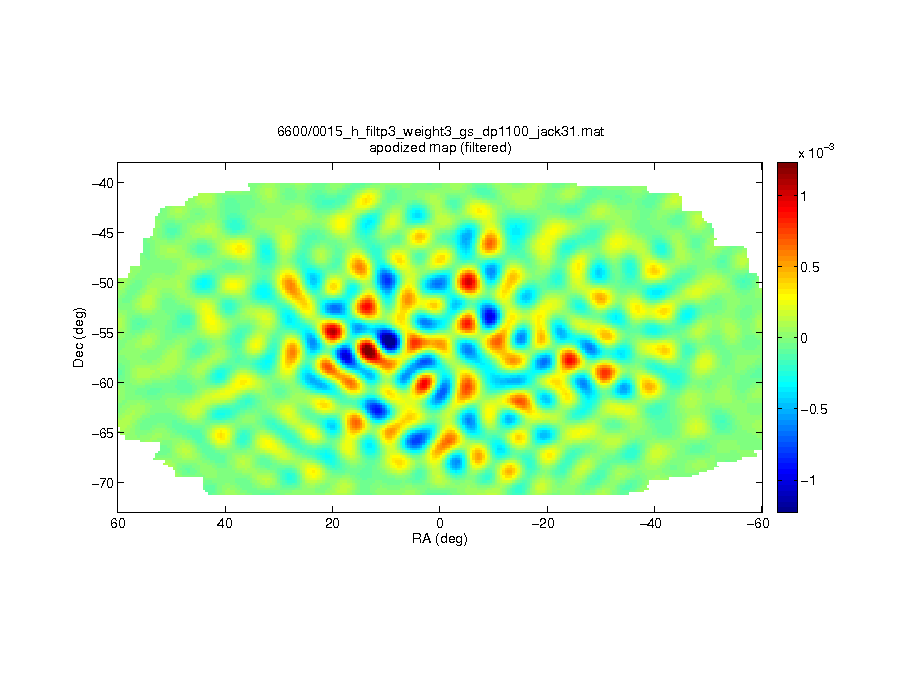 6600/0015_h_filtp3_weight3_gs_dp1100_jack31.mat
apodized map (filtered)
x 10⁻³
−40
−45
−50
−55
−60
−65
−70
Dec (deg)
60 40 20 0 −20 −40 −60
RA (deg)
1
0.5
0
−0.5
−1